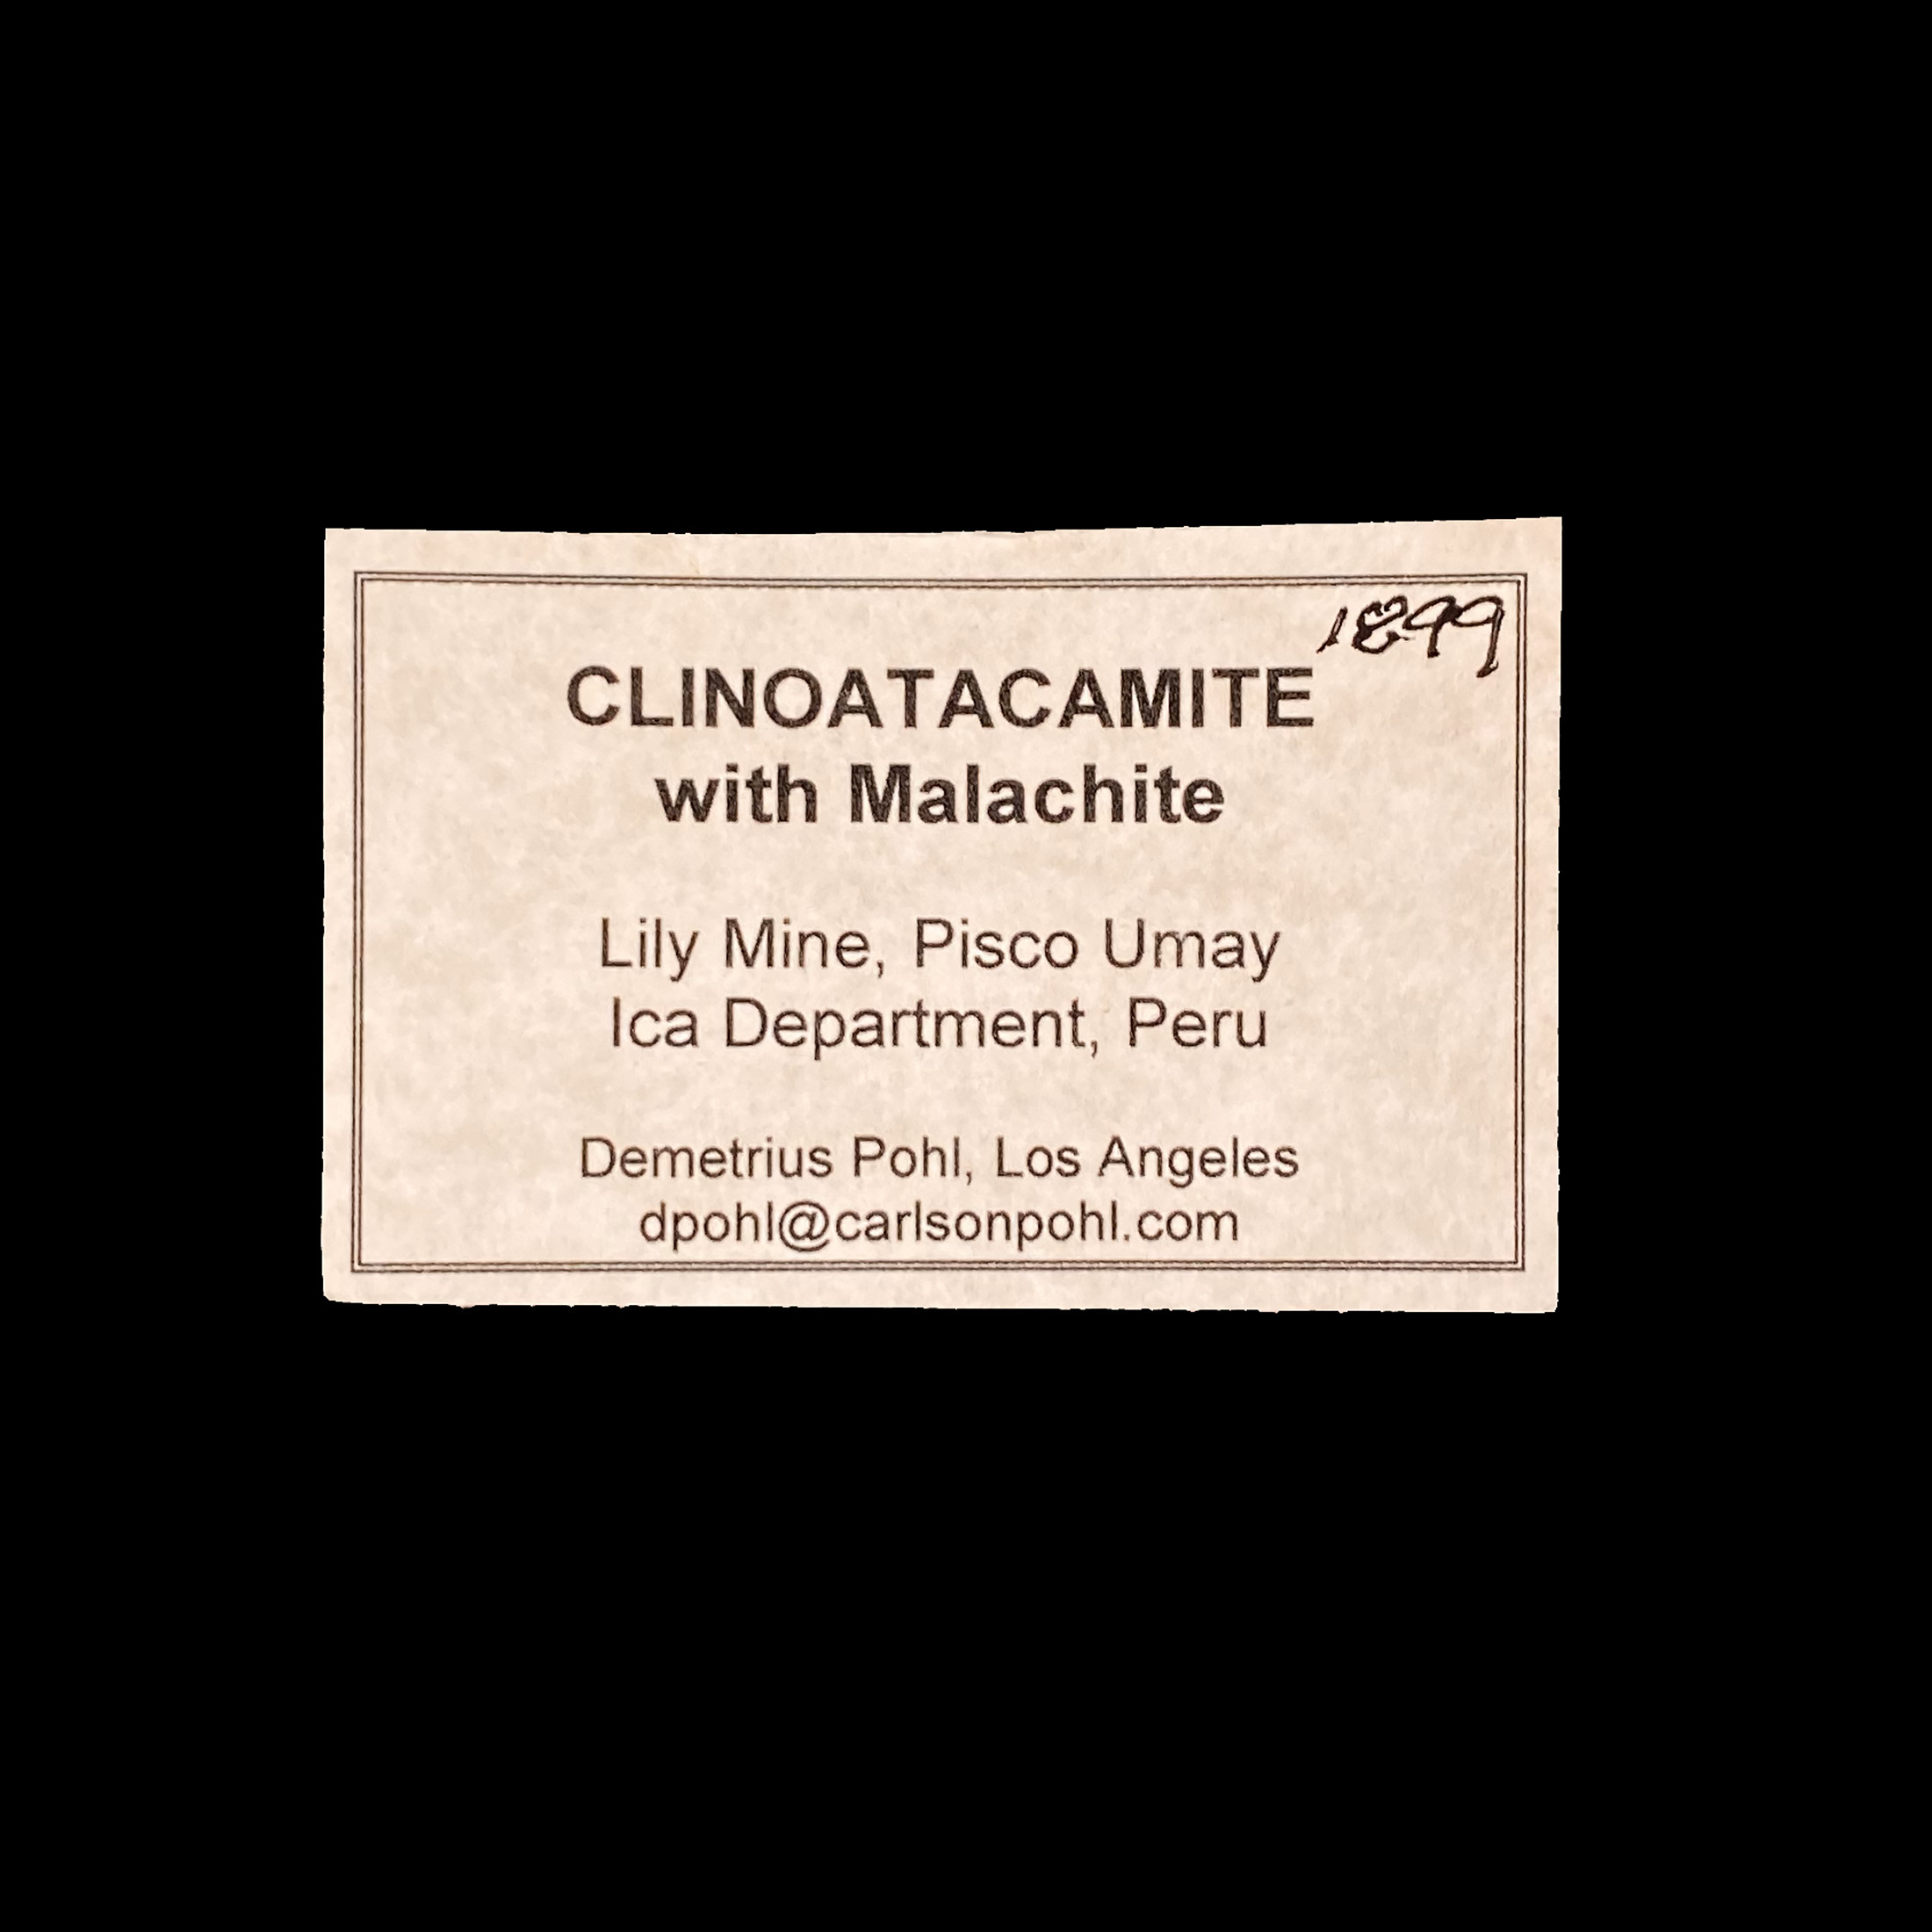 1899
CLINOATACAMITE
with Malachite
Lily Mine, Pisco Umay
Ica Department, Peru
Demetrius Pohl, Los Angeles
dpohl@carlsonpohl.com